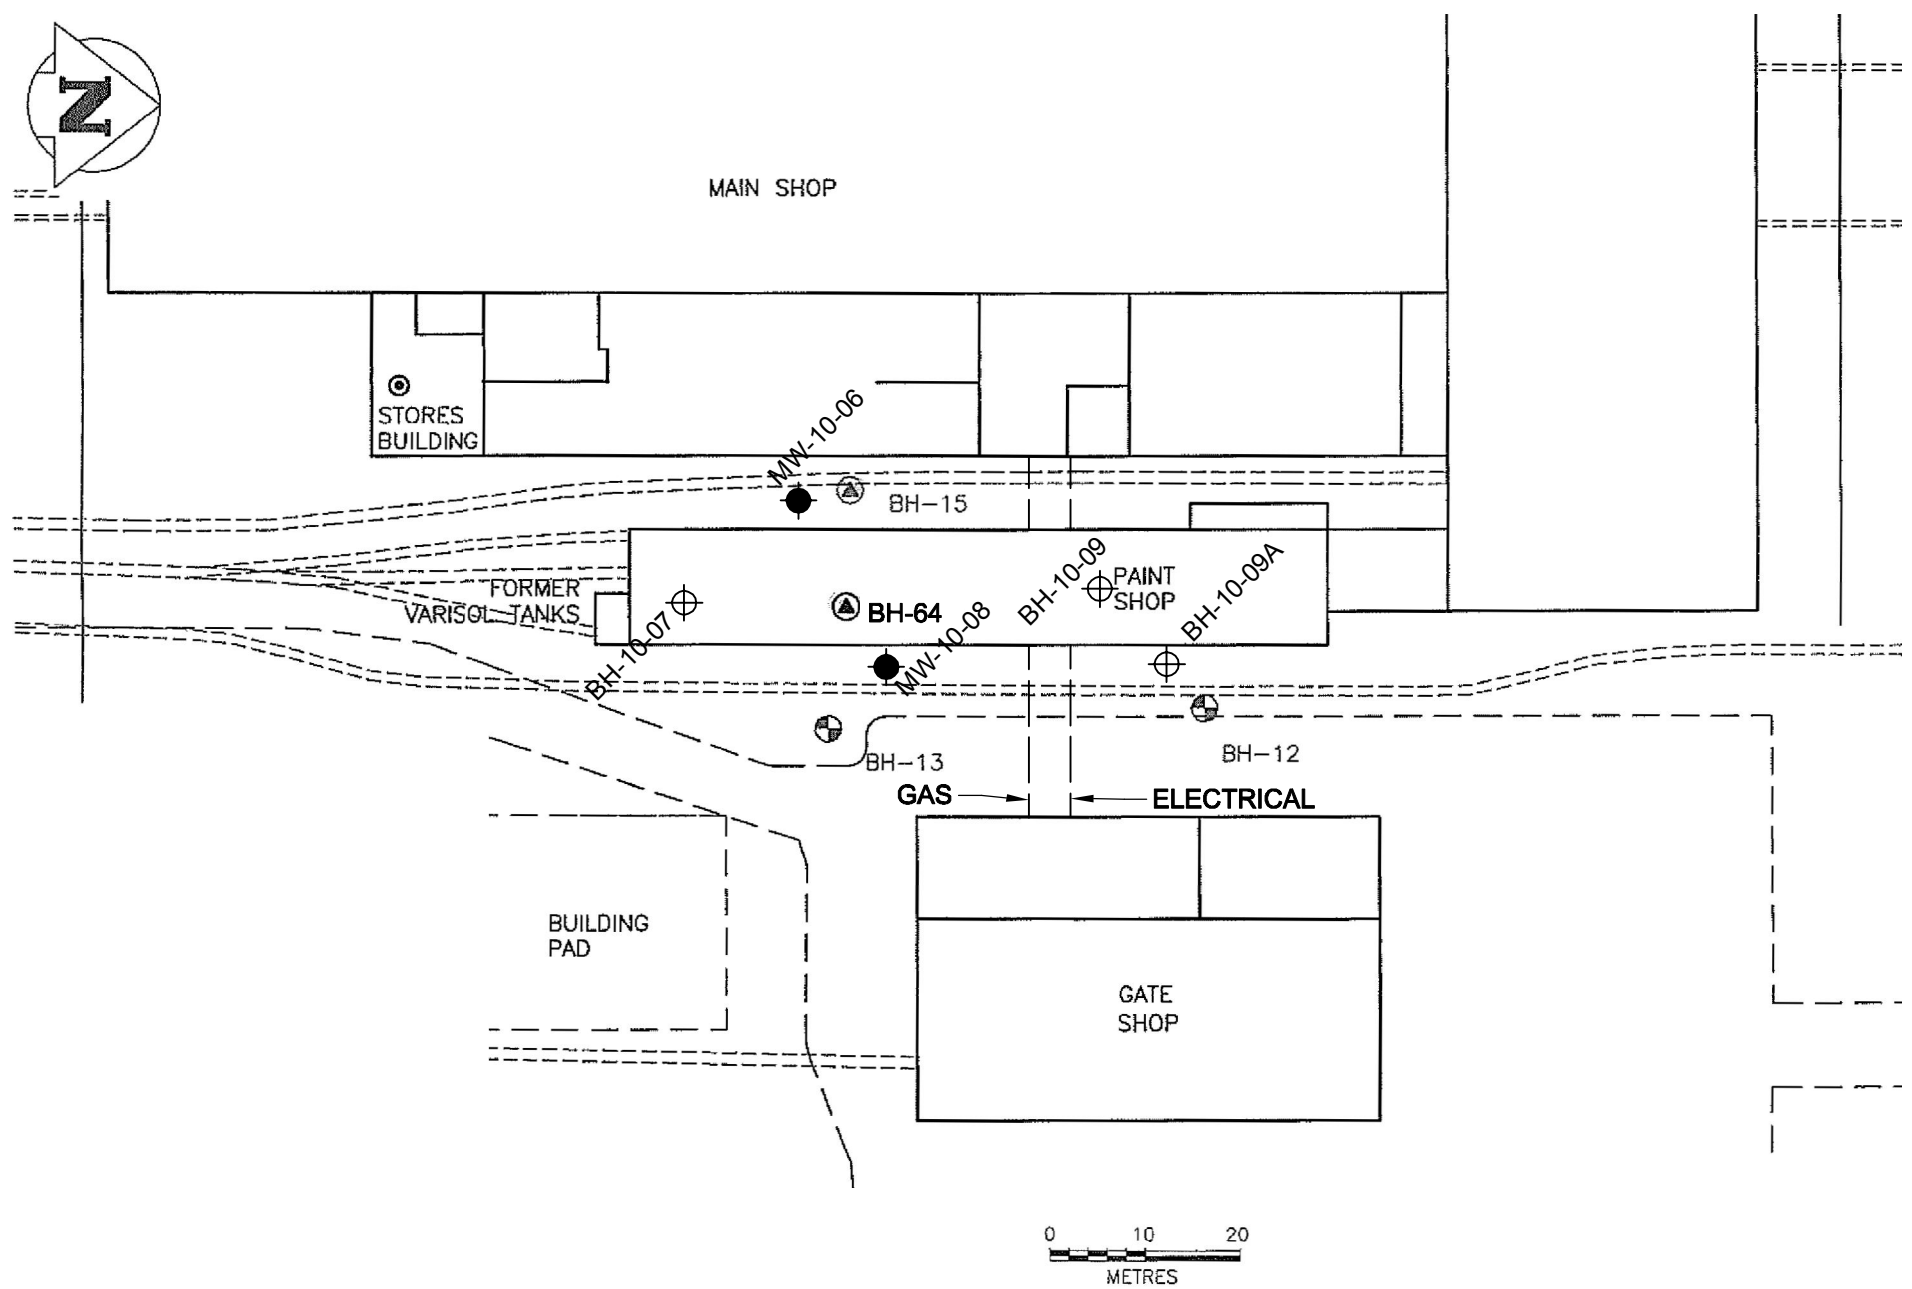 N
MAIN SHOP
STORES
BUILDING
MW-10-06
BH-15
FORMER
VARISOL TANKS
BH-10-07
BH-64
MW-10-08
BH-10-09
PAINT
SHOP
BH-10-09A
BH-13
BH-12
GAS
ELECTRICAL
BUILDING
PAD
GATE
SHOP
0 10 20
METRES